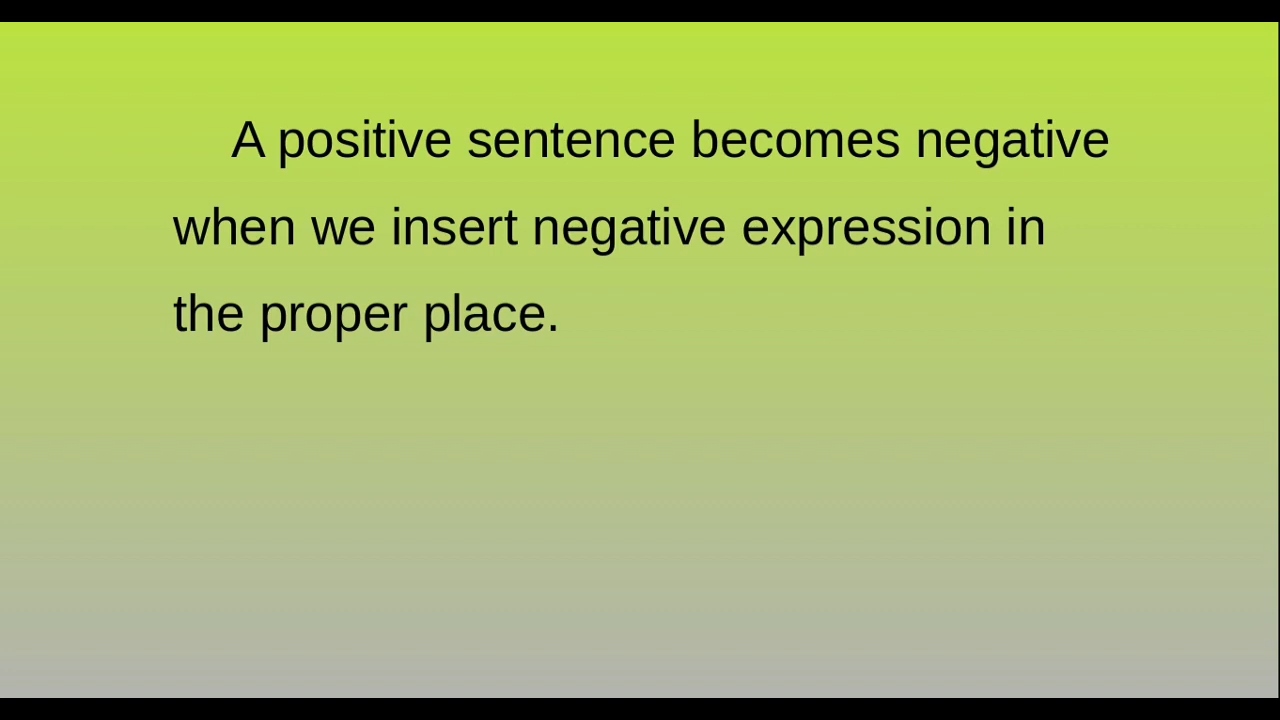 A positive sentence becomes negative
when we insert negative expression in
the proper place.